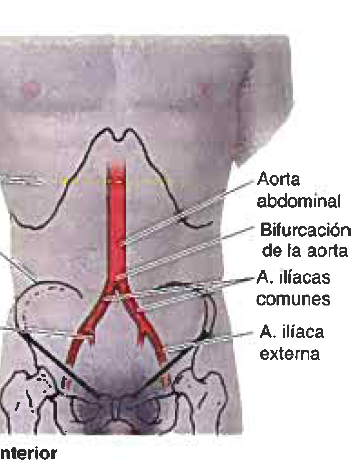 Aorta
abdominal
Bifurcación
de la aorta
A. ilíacas
comunes
A. ilíaca
externa
nterior